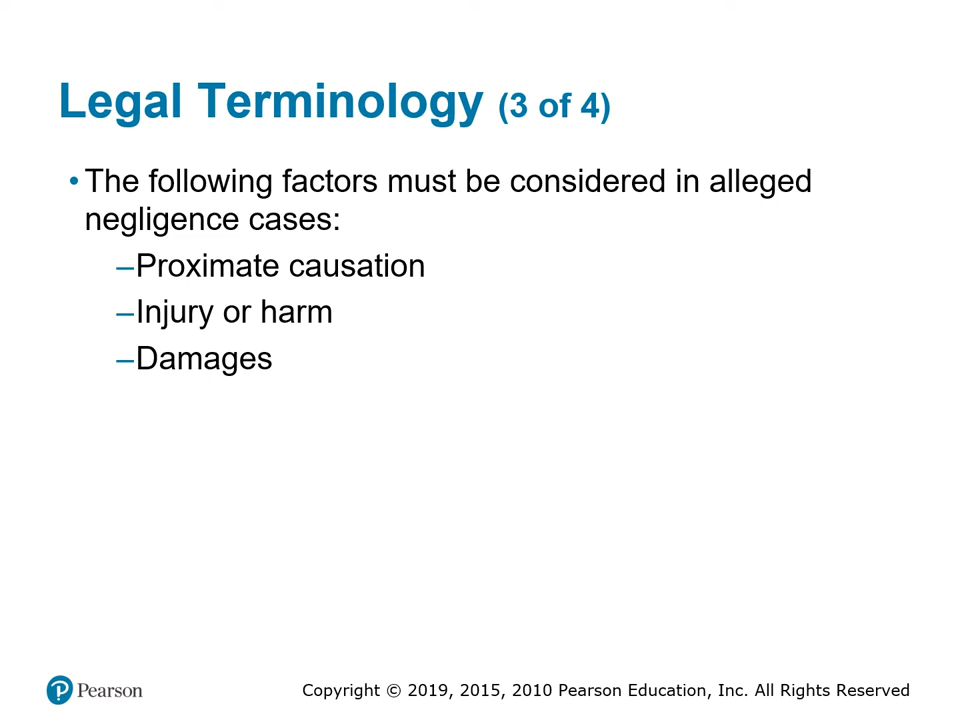 Legal Terminology (3 of 4)
• The following factors must be considered in alleged
negligence cases:
–Proximate causation
–Injury or harm
–Damages
Pearson
Copyright © 2019, 2015, 2010 Pearson Education, Inc. All Rights Reserved